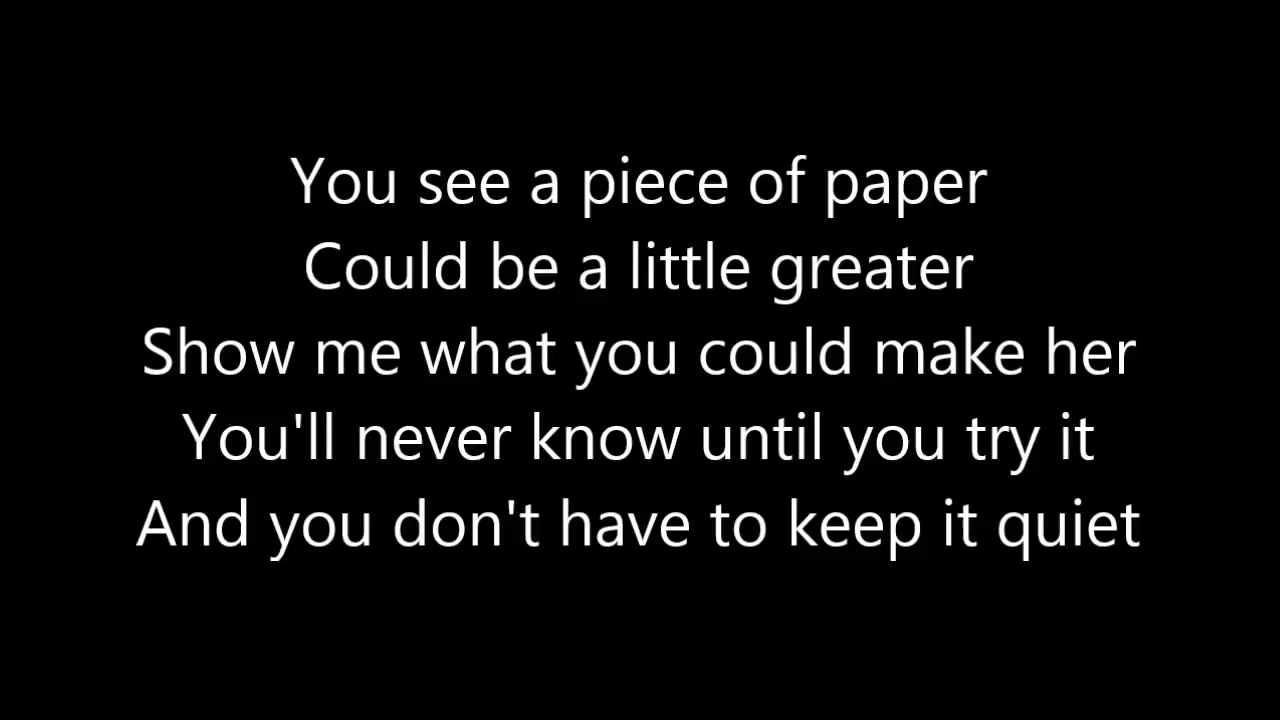 You see a piece of paper
Could be a little greater
Show me what you could make her
You'll never know until you try it
And you don't have to keep it quiet